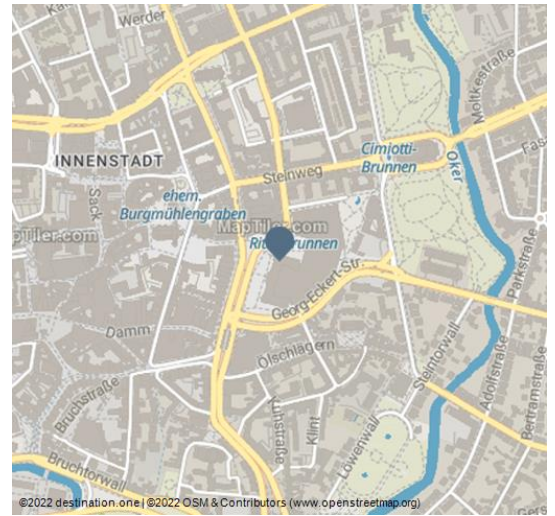 Werder
Moltkestraße
INNENSTADT
Cimiotti-
Brunnen
Oker
Steinweg
Sack
ehem.
Burgmühlengraben
MapTiler.com
Parkstraße
Georg-Eckert-Str.
Damm
Ölschlägern
Steintorwall
Adolfstraße
Bertramstraße
Bruchstraße
Kuhstraße
Klint
Löwenwall
Bruchtorwall
©2022 destination.one | ©2022 OSM & Contributors (www.openstreetmap.org)